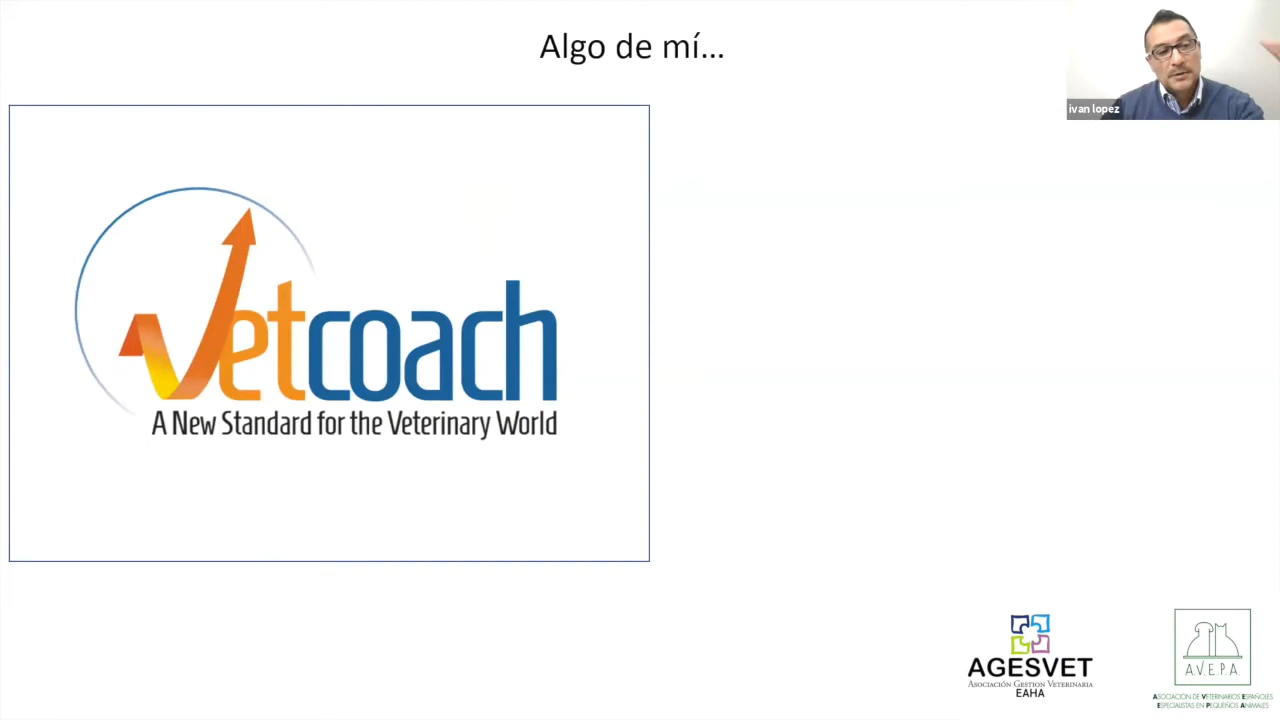 Algo de mí...
ivan lopez
Vetcoach
A New Standard for the Veterinary World
AGESVET
ASOCIACIÓN GESTION VETERINARIA
EAHA
A.V.E.P.A.
ASOCIACIÓN DE VETERINARIOS ESPAÑOLES
ESPECIALISTAS EN PEQUEÑOS ANIMALES